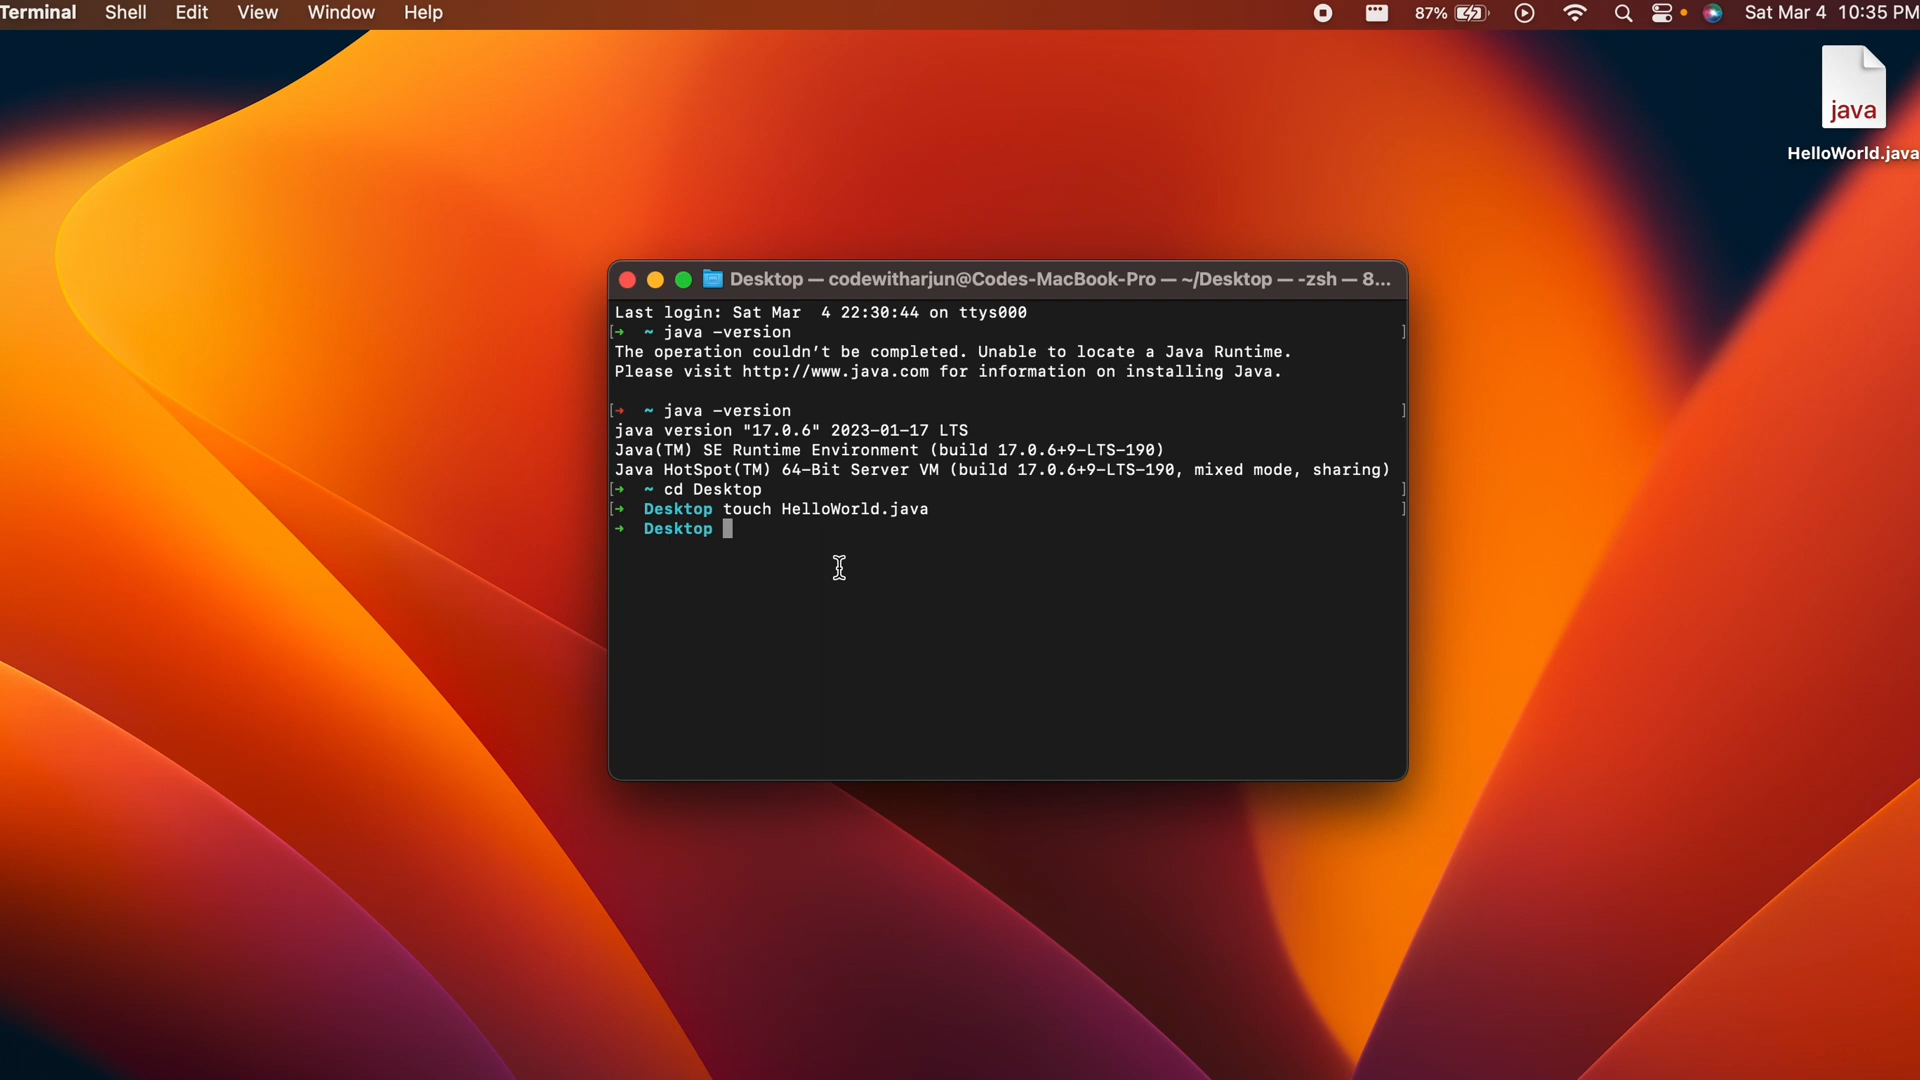 Terminal Shell Edit View Window Help 87% Sat Mar 4 10:35 PM
java
HelloWorld.java
Desktop — codewitharjun@Codes-MacBook-Pro — ~/Desktop — -zsh — 8...
Last login: Sat Mar  4 22:30:44 on ttys000
[➜  ~ java -version ]
The operation couldn’t be completed. Unable to locate a Java Runtime.
Please visit http://www.java.com for information on installing Java.
[➜  ~ java -version ]
java version "17.0.6" 2023-01-17 LTS
Java(TM) SE Runtime Environment (build 17.0.6+9-LTS-190)
Java HotSpot(TM) 64-Bit Server VM (build 17.0.6+9-LTS-190, mixed mode, sharing)
[➜  ~ cd Desktop ]
[➜  Desktop touch HelloWorld.java ]
➜  Desktop